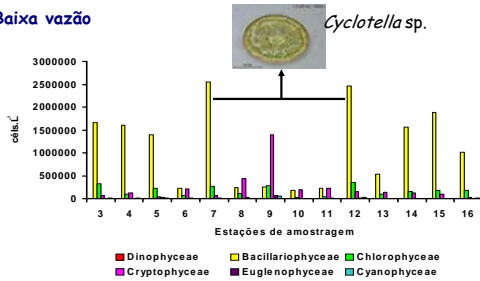 Baixa vazão
Cyclotella sp.
3000000
2500000
2000000
1500000
1000000
500000
0
céls.L⁻¹
3 4 5 6 7 8 9 10 11 12 13 14 15 16
Estações de amostragem
Dinophyceae Bacillariophyceae Chlorophyceae
Cryptophyceae Euglenophyceae Cyanophyceae